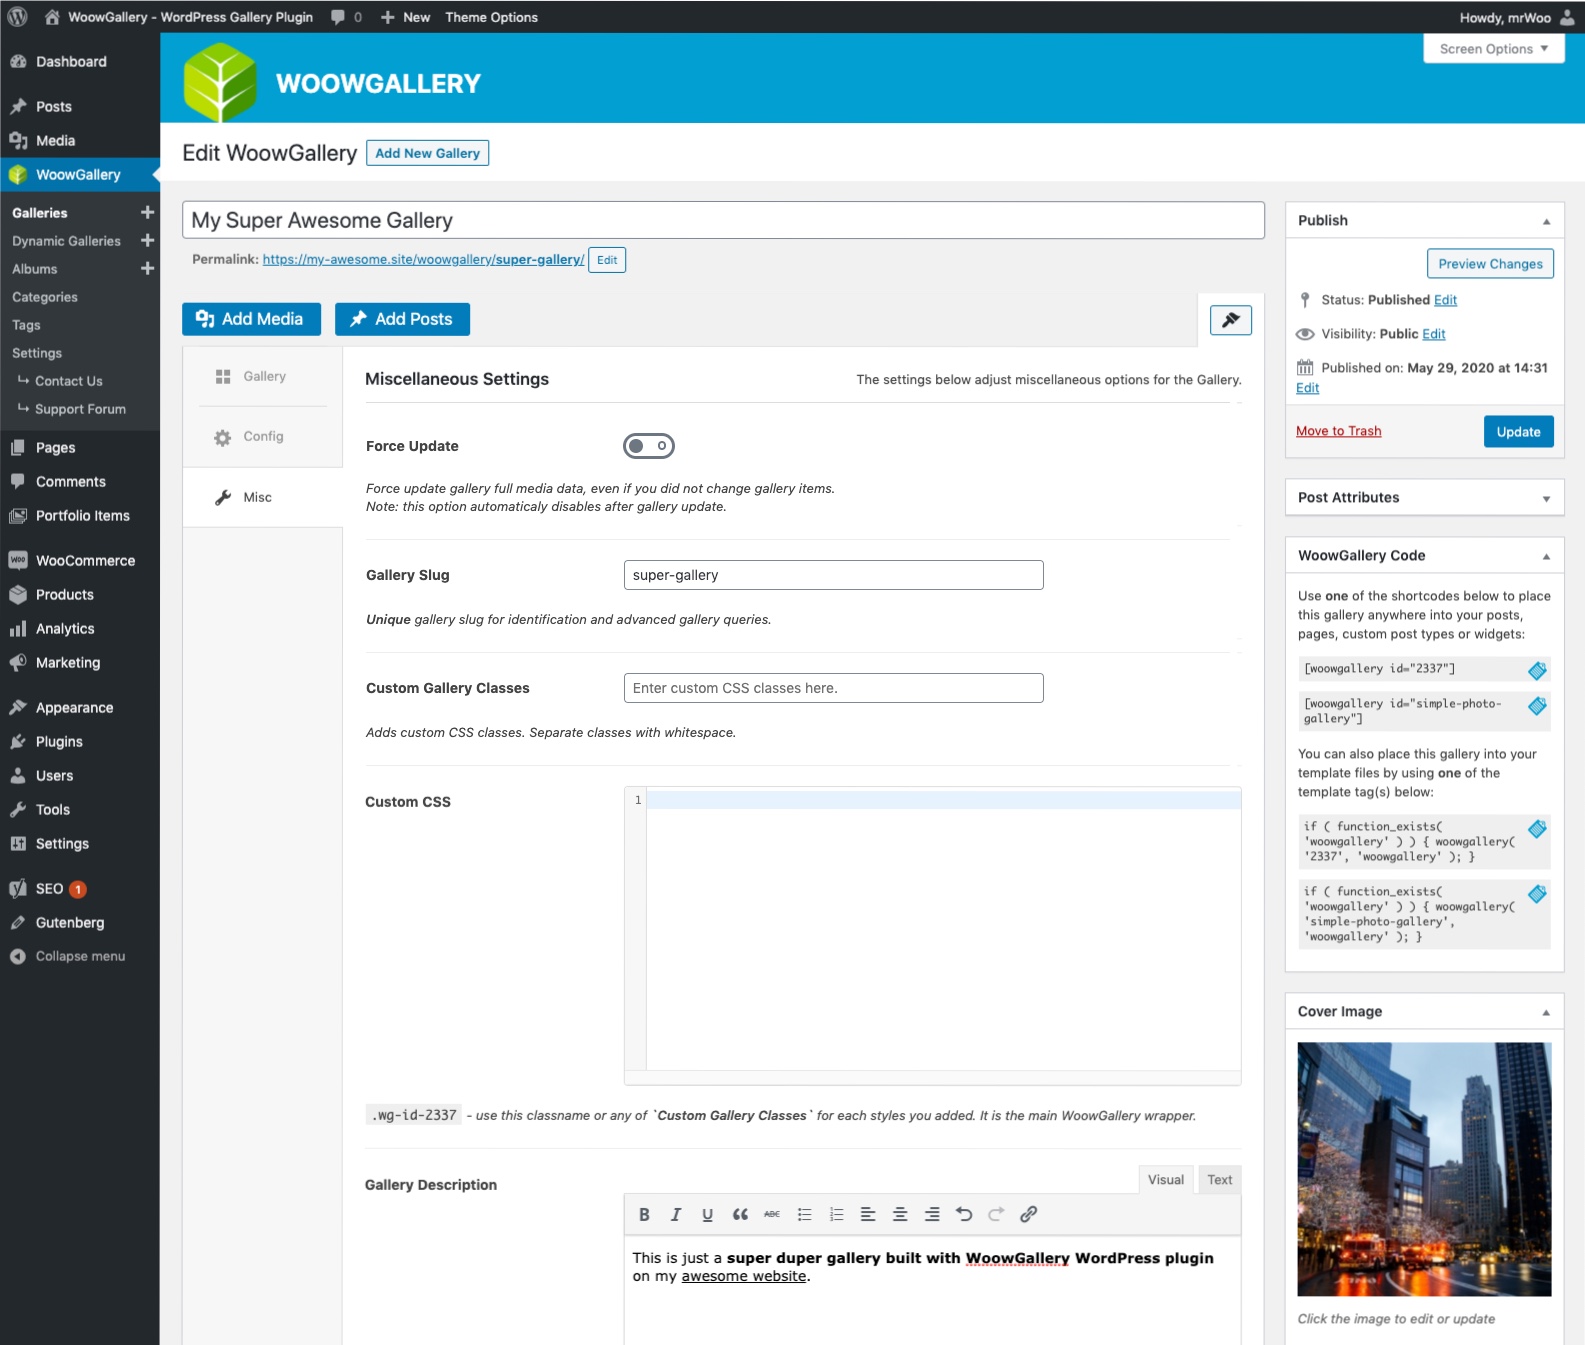 WoowGallery - WordPress Gallery Plugin 0 New Theme Options Howdy, mrWoo
Screen Options
WOOWGALLERY
Dashboard
Posts
Media
WoowGallery
Galleries
Dynamic Galleries
Albums
Categories
Tags
Settings
Contact Us
Support Forum
Pages
Comments
Portfolio Items
WooCommerce
Products
Analytics
Marketing
Appearance
Plugins
Users
Tools
Settings
SEO 1
Gutenberg
Collapse menu
Edit WoowGallery Add New Gallery
My Super Awesome Gallery
Permalink: https://my-awesome.site/woowgallery/super-gallery/ Edit
Add Media Add Posts
Gallery
Config
Misc
Miscellaneous Settings The settings below adjust miscellaneous options for the Gallery.
Force Update
Force update gallery full media data, even if you did not change gallery items.
Note: this option automaticaly disables after gallery update.
Gallery Slug super-gallery
Unique gallery slug for identification and advanced gallery queries.
Custom Gallery Classes Enter custom CSS classes here.
Adds custom CSS classes. Separate classes with whitespace.
Custom CSS 1
.wg-id-2337 - use this classname or any of `Custom Gallery Classes` for each styles you added. It is the main WoowGallery wrapper.
Gallery Description Visual Text
B I U ABC
This is just a super duper gallery built with WoowGallery WordPress plugin
on my awesome website.
Publish
Preview Changes
Status: Published Edit
Visibility: Public Edit
Published on: May 29, 2020 at 14:31
Edit
Move to Trash Update
Post Attributes
WoowGallery Code
Use one of the shortcodes below to place
this gallery anywhere into your posts,
pages, custom post types or widgets:
[woowgallery id="2337"]
[woowgallery id="simple-photo-
gallery"]
You can also place this gallery into your
template files by using one of the
template tag(s) below:
if ( function_exists(
'woowgallery' ) ) { woowgallery(
'2337', 'woowgallery' ); }
if ( function_exists(
'woowgallery' ) ) { woowgallery(
'simple-photo-gallery',
'woowgallery' ); }
Cover Image
Click the image to edit or update